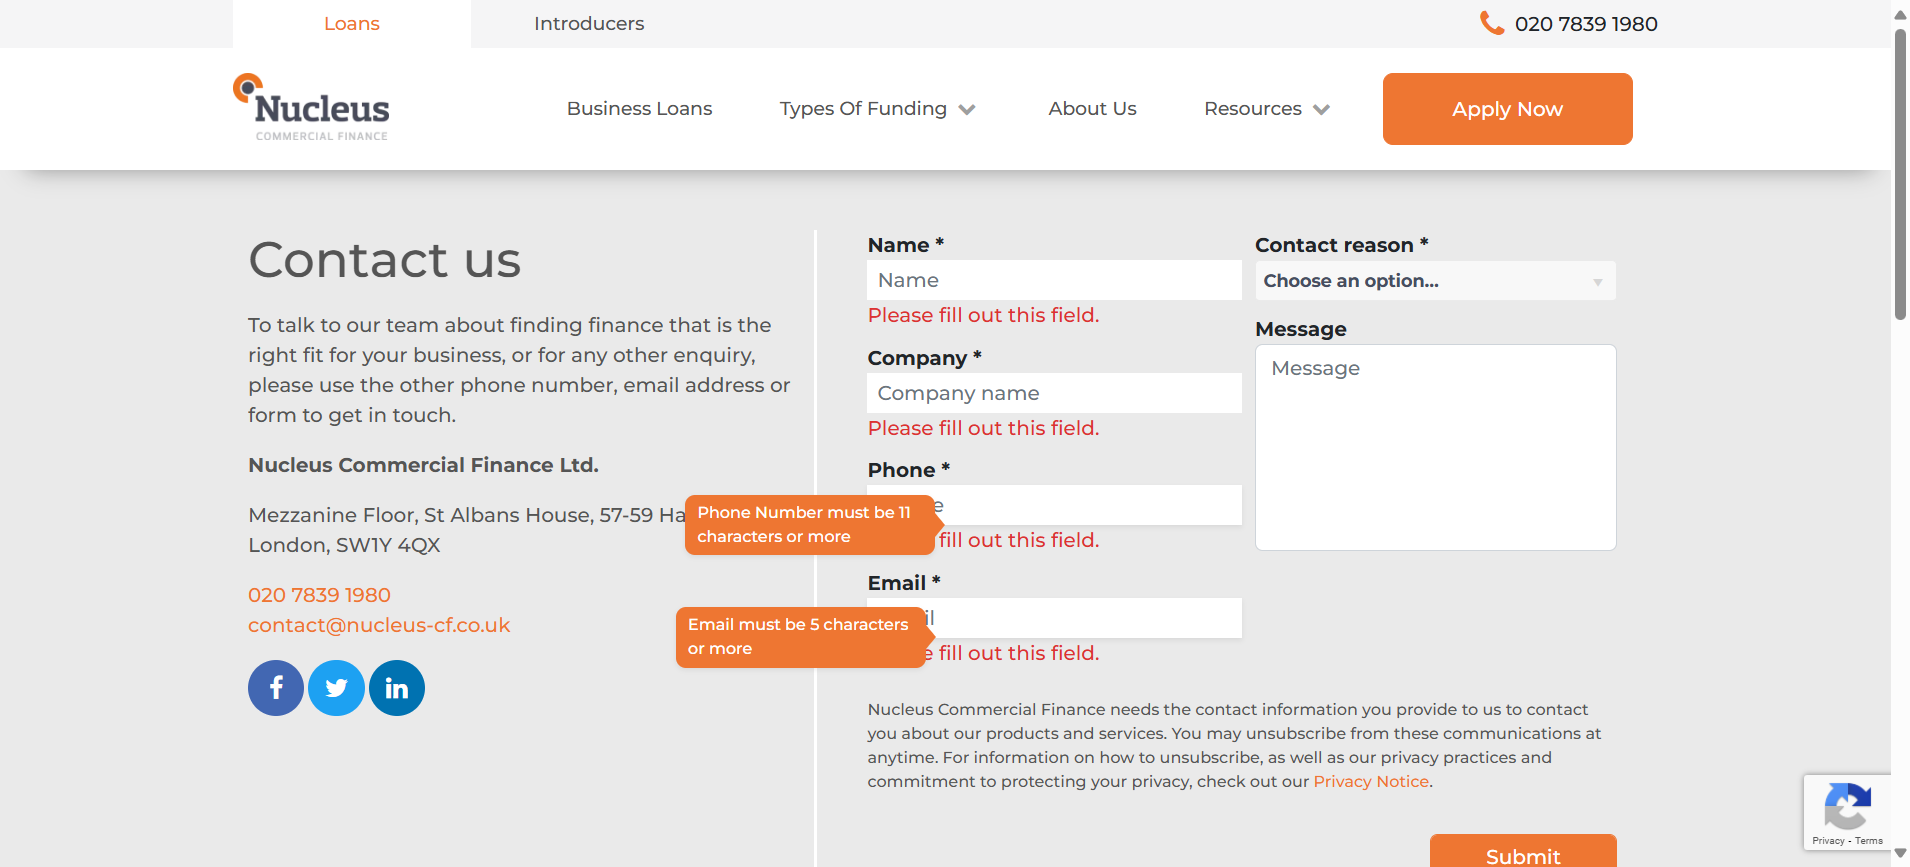 Loans
Introducers
020 7839 1980
Nucleus
COMMERCIAL FINANCE
Business Loans
Types Of Funding
About Us
Resources
Apply Now
Contact us
To talk to our team about finding finance that is the
right fit for your business, or for any other enquiry,
please use the other phone number, email address or
form to get in touch.
Nucleus Commercial Finance Ltd.
Mezzanine Floor, St Albans House, 57-59
London, SW1Y 4QX
020 7839 1980
contact@nucleus-cf.co.uk
Name *
Name
Please fill out this field.
Company *
Company name
Please fill out this field.
Phone *
Phone Number must be 11
characters or more
fill out this field.
Email *
Email must be 5 characters
or more
fill out this field.
Contact reason *
Choose an option...
Message
Message
Nucleus Commercial Finance needs the contact information you provide to us to contact
you about our products and services. You may unsubscribe from these communications at
anytime. For information on how to unsubscribe, as well as our privacy practices and
commitment to protecting your privacy, check out our Privacy Notice.
Submit
Privacy - Terms